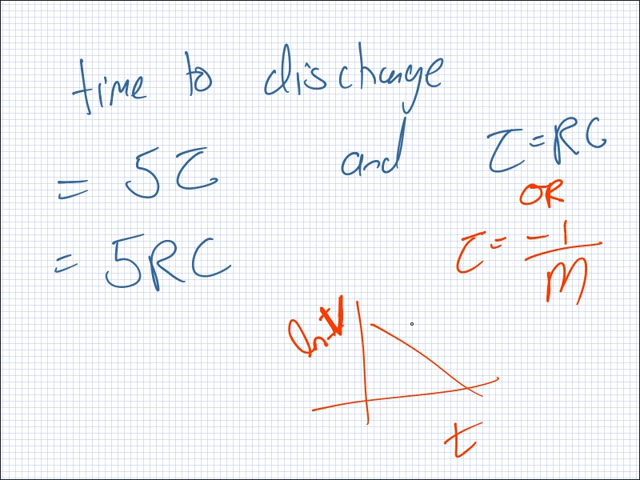 time to discharge
= 5τ and τ = RC
OR
= 5RC τ = -1/m
ln V
t